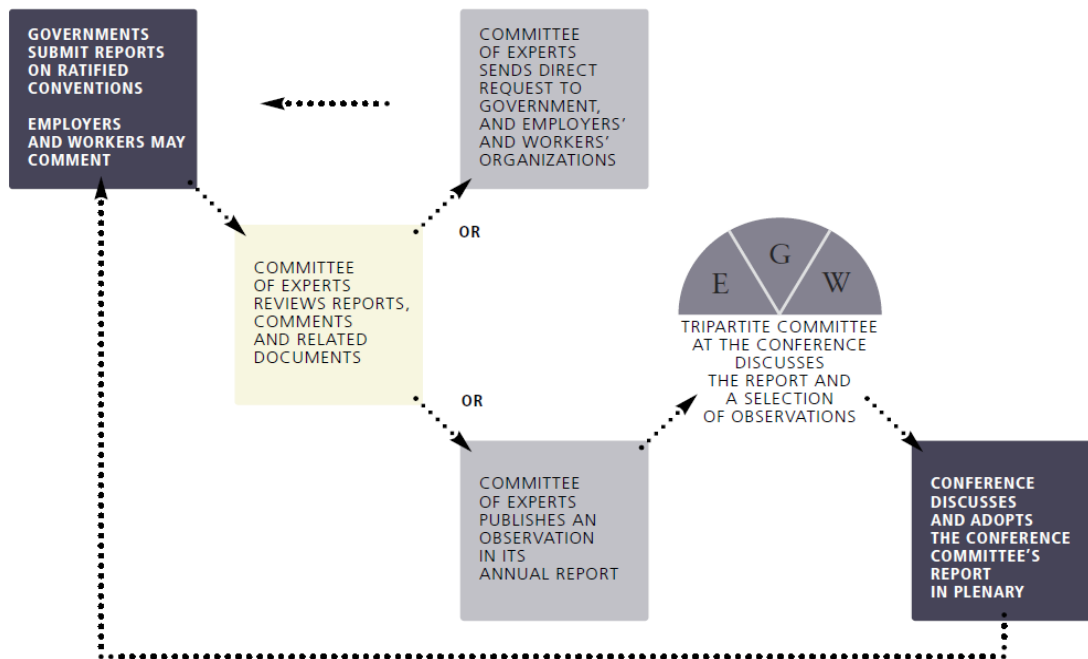 GOVERNMENTS
SUBMIT REPORTS
ON RATIFIED
CONVENTIONS
EMPLOYERS
AND WORKERS MAY
COMMENT
COMMITTEE
OF EXPERTS
SENDS DIRECT
REQUEST TO
GOVERNMENT,
AND EMPLOYERS’
AND WORKERS’
ORGANIZATIONS
OR
COMMITTEE
OF EXPERTS
REVIEWS REPORTS,
COMMENTS
AND RELATED
DOCUMENTS
OR
COMMITTEE
OF EXPERTS
PUBLISHES AN
OBSERVATION
IN ITS
ANNUAL REPORT
E G W
TRIPARTITE COMMITTEE
AT THE CONFERENCE
DISCUSSES
THE REPORT AND
A SELECTION
OF OBSERVATIONS
CONFERENCE
DISCUSSES
AND ADOPTS
THE CONFERENCE
COMMITTEE’S
REPORT
IN PLENARY